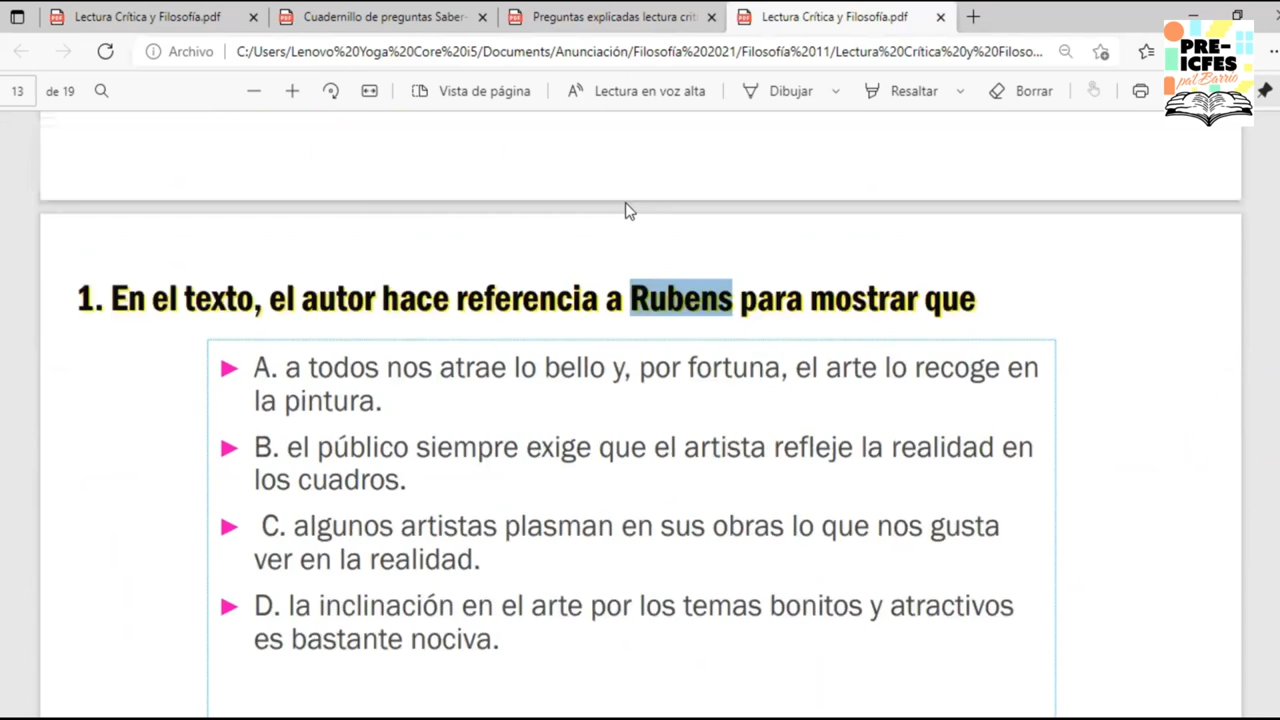 Lectura Crítica y Filosofía.pdf
Cuadernillo de preguntas Saber-
Preguntas explicadas lectura crit
Lectura Crítica y Filosofía.pdf
Archivo
C:/Users/Lenovo%20Yoga%20Core%20i5/Documents/Anunciación/Filosofía%202021/Filosofía%2011/Lectura%20Crítica%20y%20Filoso...
PRE-
ICFES
pa'l Barrio
13
de 19
Vista de página
Lectura en voz alta
Dibujar
Resaltar
Borrar
1. En el texto, el autor hace referencia a Rubens para mostrar que
A. a todos nos atrae lo bello y, por fortuna, el arte lo recoge en
la pintura.
B. el público siempre exige que el artista refleje la realidad en
los cuadros.
C. algunos artistas plasman en sus obras lo que nos gusta
ver en la realidad.
D. la inclinación en el arte por los temas bonitos y atractivos
es bastante nociva.